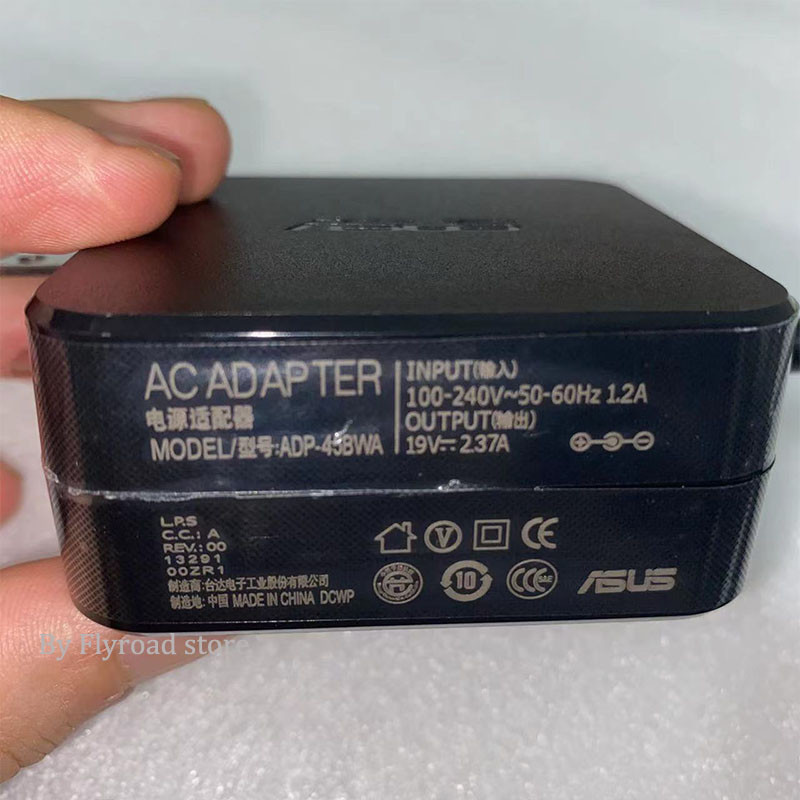 ASUS
AC ADAPTER
电源适配器
MODEL/型号:ADP-45BWA
INPUT(输入)
100-240V~50-60Hz 1.2A
OUTPUT(输出)
19V⎓2.37A
L.P.S
C.C.: A
REV.: 00
13291
00ZR1
制造商: 台达电子工业股份有限公司
制造地: 中国 MADE IN CHINA DCWP
V
CE
10
CCC S&E
ASUS
By Flyroad store